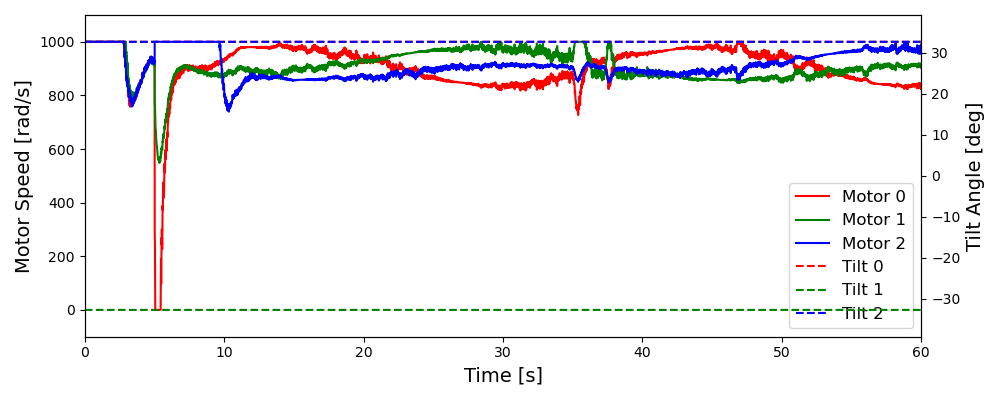 1000
800
600
400
200
0
Motor Speed [rad/s]
30
20
10
0
−10
−20
−30
Tilt Angle [deg]
Motor 0
Motor 1
Motor 2
Tilt 0
Tilt 1
Tilt 2
0 10 20 30 40 50 60
Time [s]